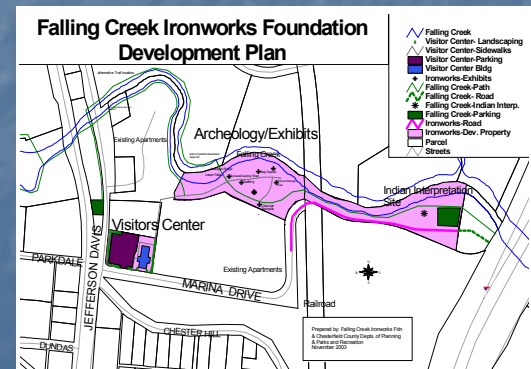 Falling Creek Ironworks Foundation
Development Plan
Falling Creek
Visitor Center- Landscaping
Visitor Center-Sidewalks
Visitor Center-Parking
Visitor Center Bldg
Ironworks-Exhibits
Falling Creek-Path
Falling Creek- Road
Falling Creek-Indian Interp.
Falling Creek-Parking
Ironworks-Road
Ironworks-Dev. Property
Parcel
Streets
Alternative Trail location
Existing Apartments
Archeology/Exhibits
Falling Creek
Indian Interpretation
Site
Visitors Center
JEFFERSON DAVIS
PARKDALE
Existing Apartments
MARINA DRIVE
Railroad
CHESTER HILL
DUNDAS
Prepared by: Falling Creek Ironworks Fdn
& Chesterfield County Depts. of Planning
& Parks and Recreation
November 2003